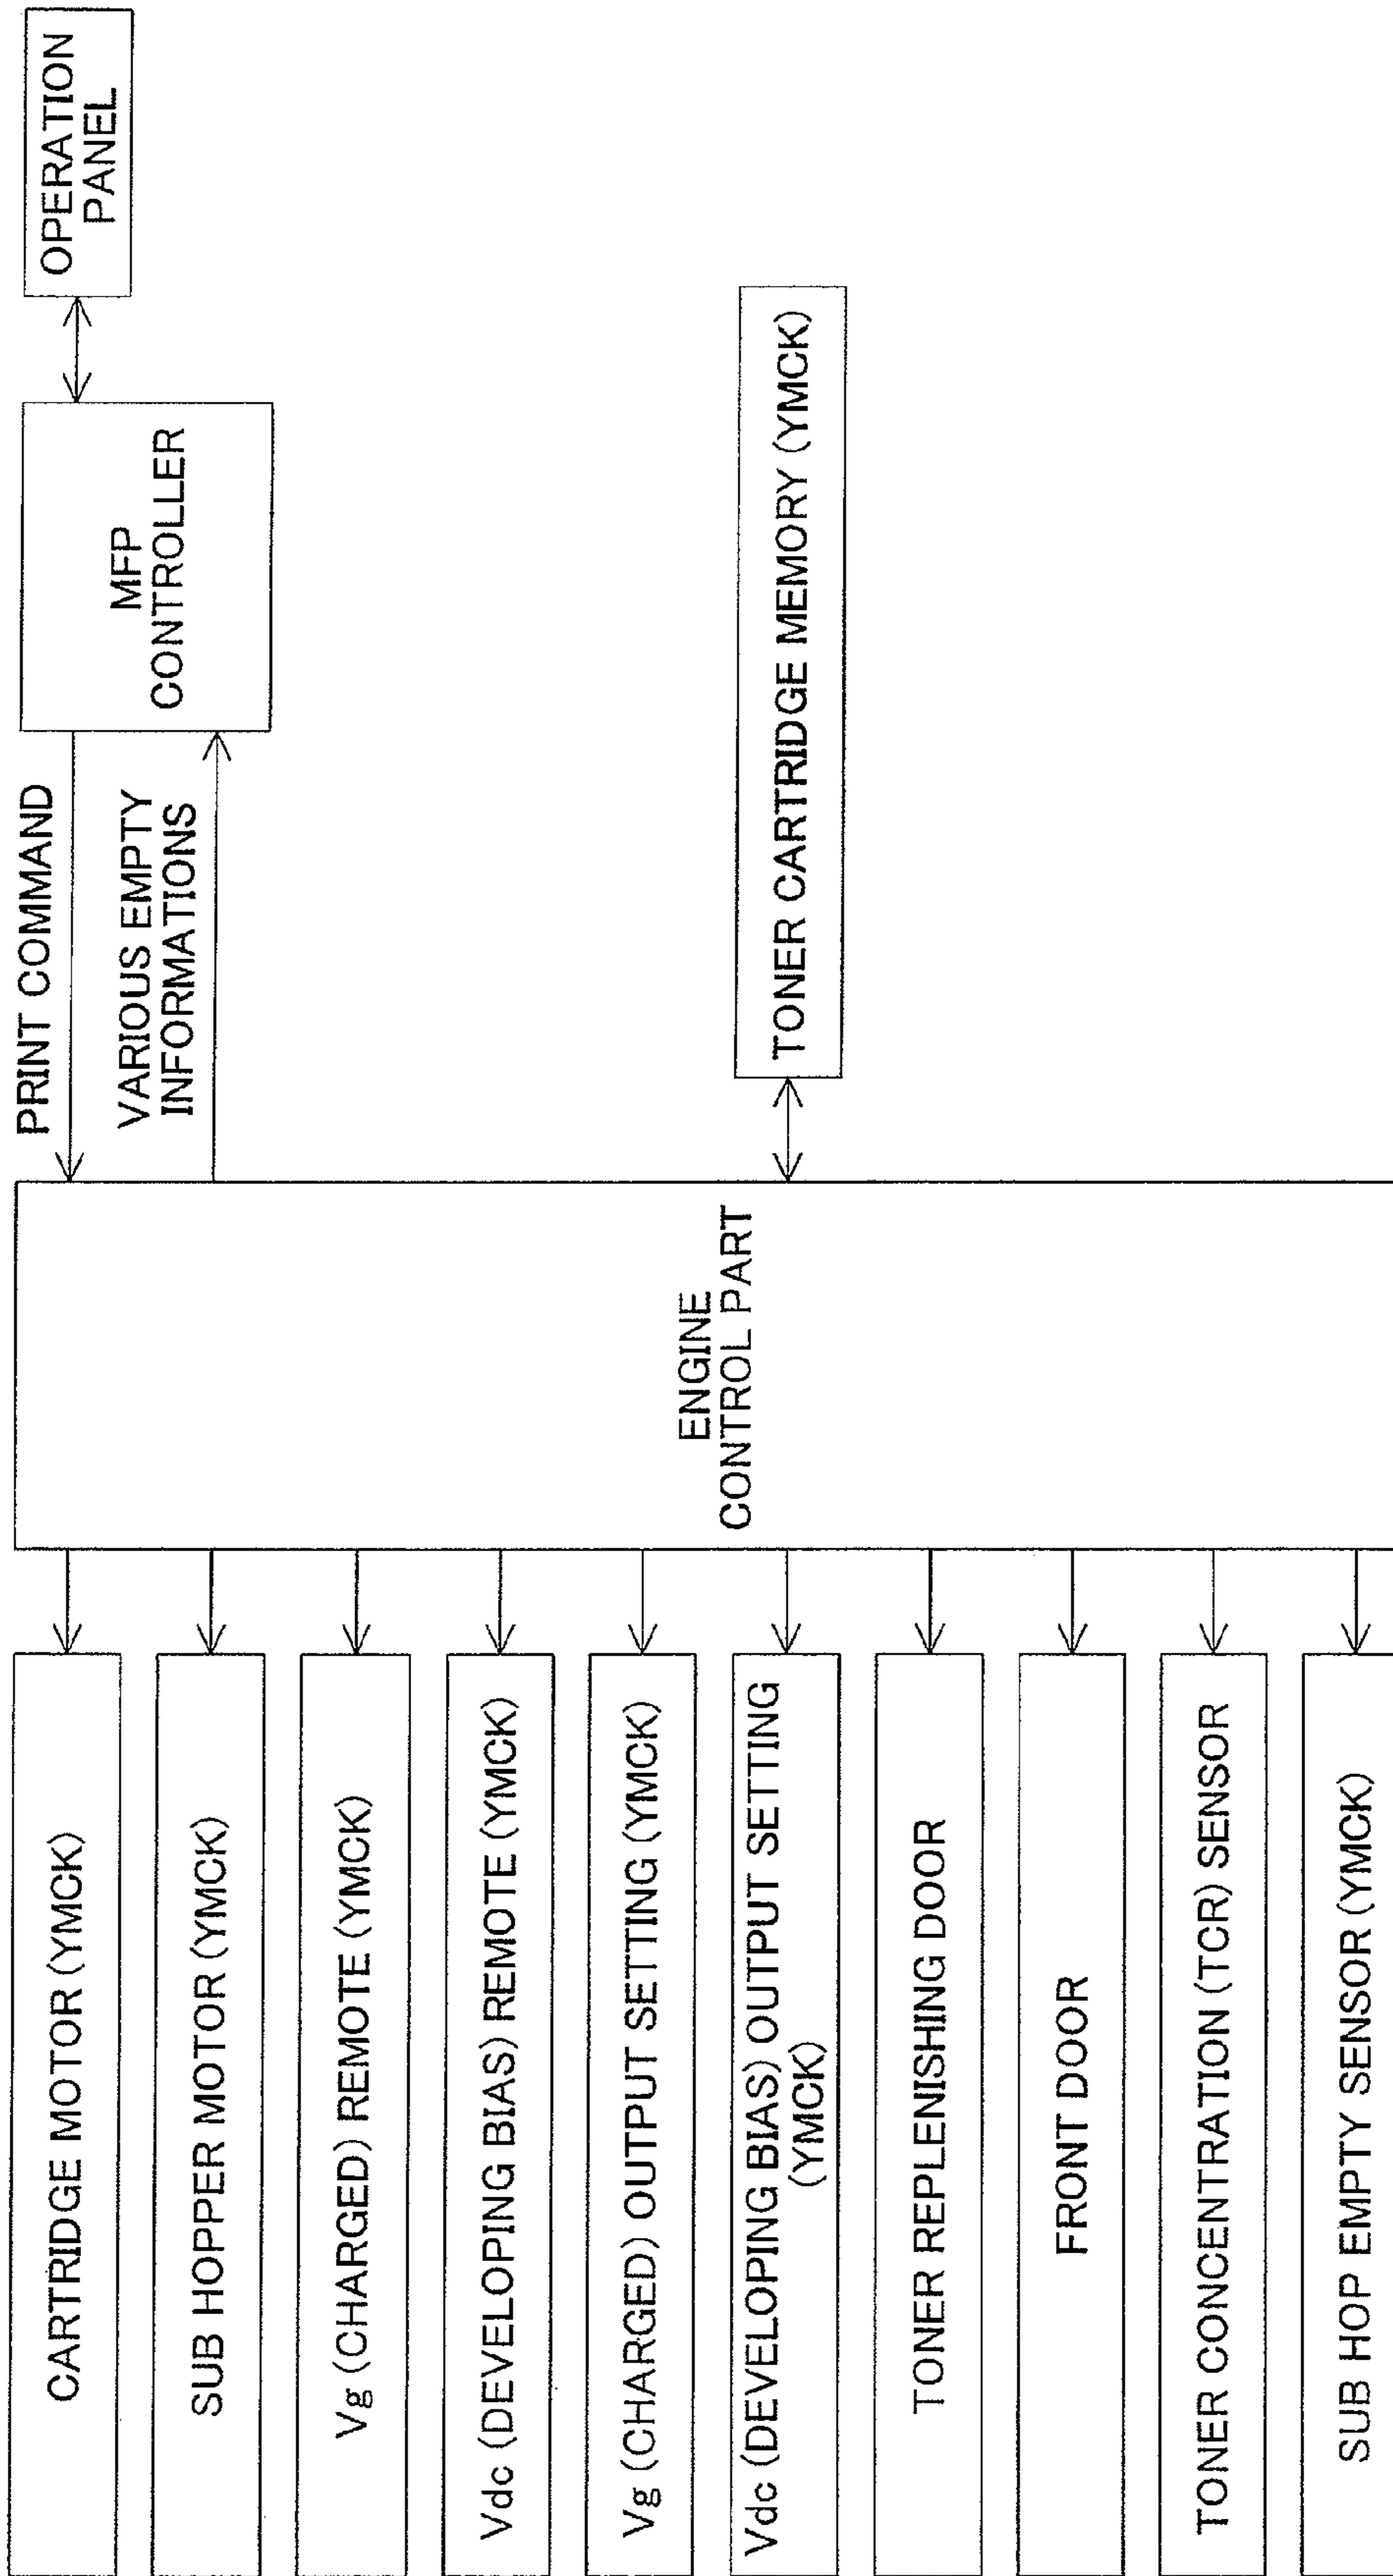 OPERATION
PANEL
MFP
CONTROLLER
PRINT COMMAND
VARIOUS EMPTY
INFORMATIONS
TONER CARTRIDGE MEMORY (YMCK)
ENGINE
CONTROL PART
CARTRIDGE MOTOR (YMCK)
SUB HOPPER MOTOR (YMCK)
Vg (CHARGED) REMOTE (YMCK)
Vdc (DEVELOPING BIAS) REMOTE (YMCK)
Vg (CHARGED) OUTPUT SETTING (YMCK)
Vdc (DEVELOPING BIAS) OUTPUT SETTING
(YMCK)
TONER REPLENISHING DOOR
FRONT DOOR
TONER CONCENTRATION (TCR) SENSOR
SUB HOP EMPTY SENSOR (YMCK)